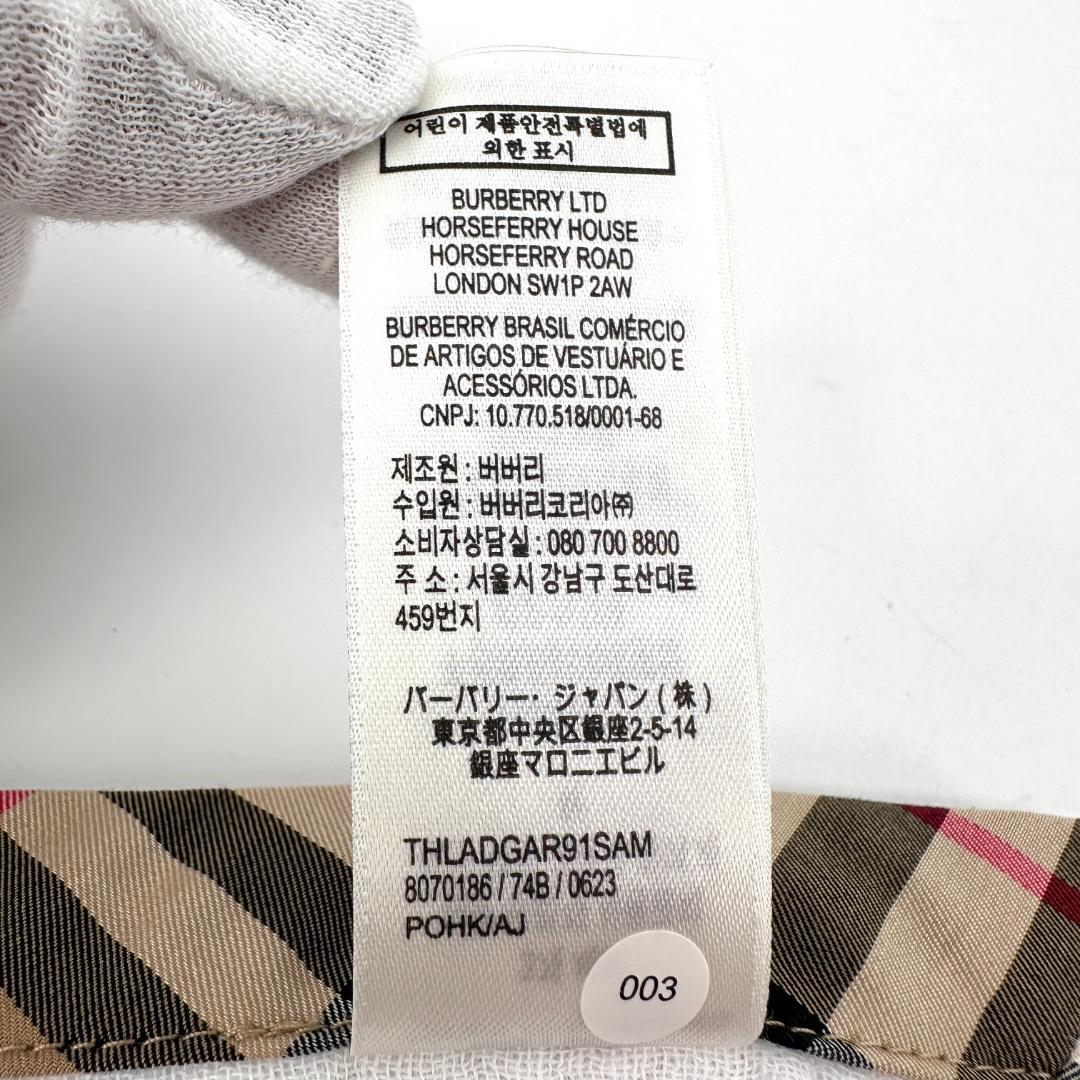 어린이 제품안전특별법에
의한 표시
BURBERRY LTD
HORSEFERRY HOUSE
HORSEFERRY ROAD
LONDON SW1P 2AW
BURBERRY BRASIL COMÉRCIO
DE ARTIGOS DE VESTUÁRIO E
ACESSÓRIOS LTDA.
CNPJ: 10.770.518/0001-68
제조원 : 버버리
수입원 : 버버리코리아㈜
소비자상담실 : 080 700 8800
주 소 : 서울시 강남구 도산대로
459번지
バーバリー・ジャパン(株)
東京都中央区銀座2-5-14
銀座マロニエビル
THLADGAR91SAM
8070186 / 74B / 0623
POHK/AJ
003